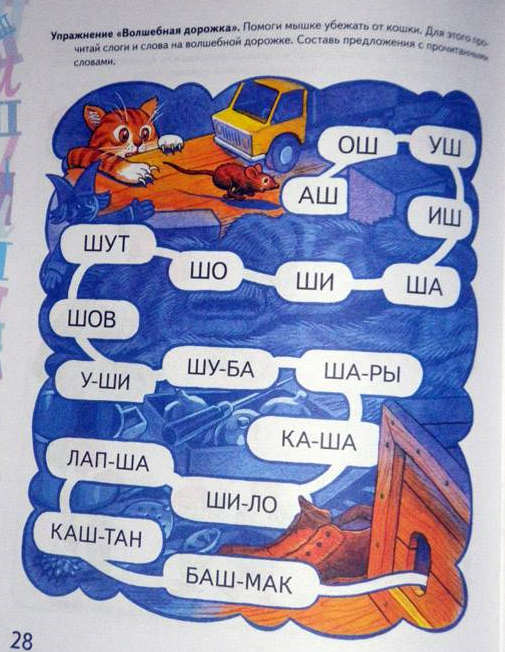 Упражнение «Волшебная дорожка». Помоги мышке убежать от кошки. Для этого про-
читай слоги и слова на волшебной дорожке. Составь предложения с прочитанными
словами.
АШ
ОШ
УШ
ИШ
ША
ШИ
ШО
ШУТ
ШОВ
У-ШИ
ШУ-БА
ША-РЫ
КА-ША
ШИ-ЛО
ЛАП-ША
КАШ-ТАН
БАШ-МАК
28